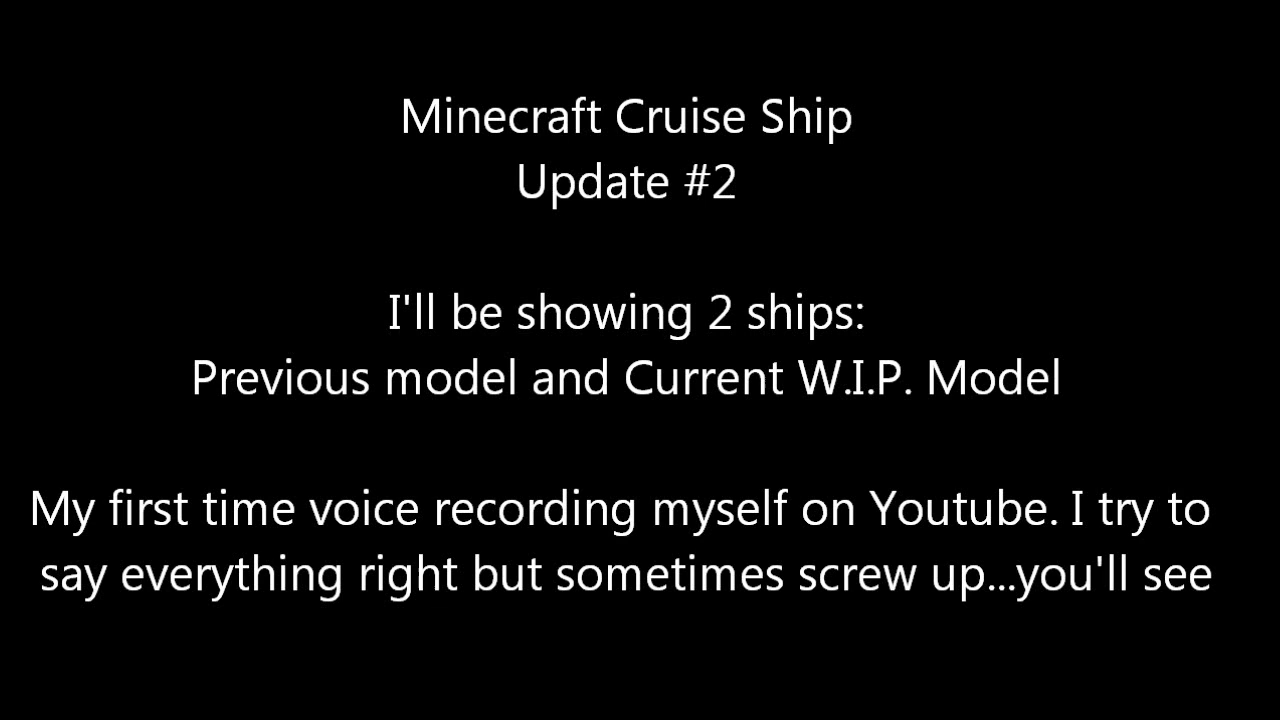 Minecraft Cruise Ship
Update #2
I'll be showing 2 ships:
Previous model and Current W.I.P. Model
My first time voice recording myself on Youtube. I try to
say everything right but sometimes screw up...you'll see